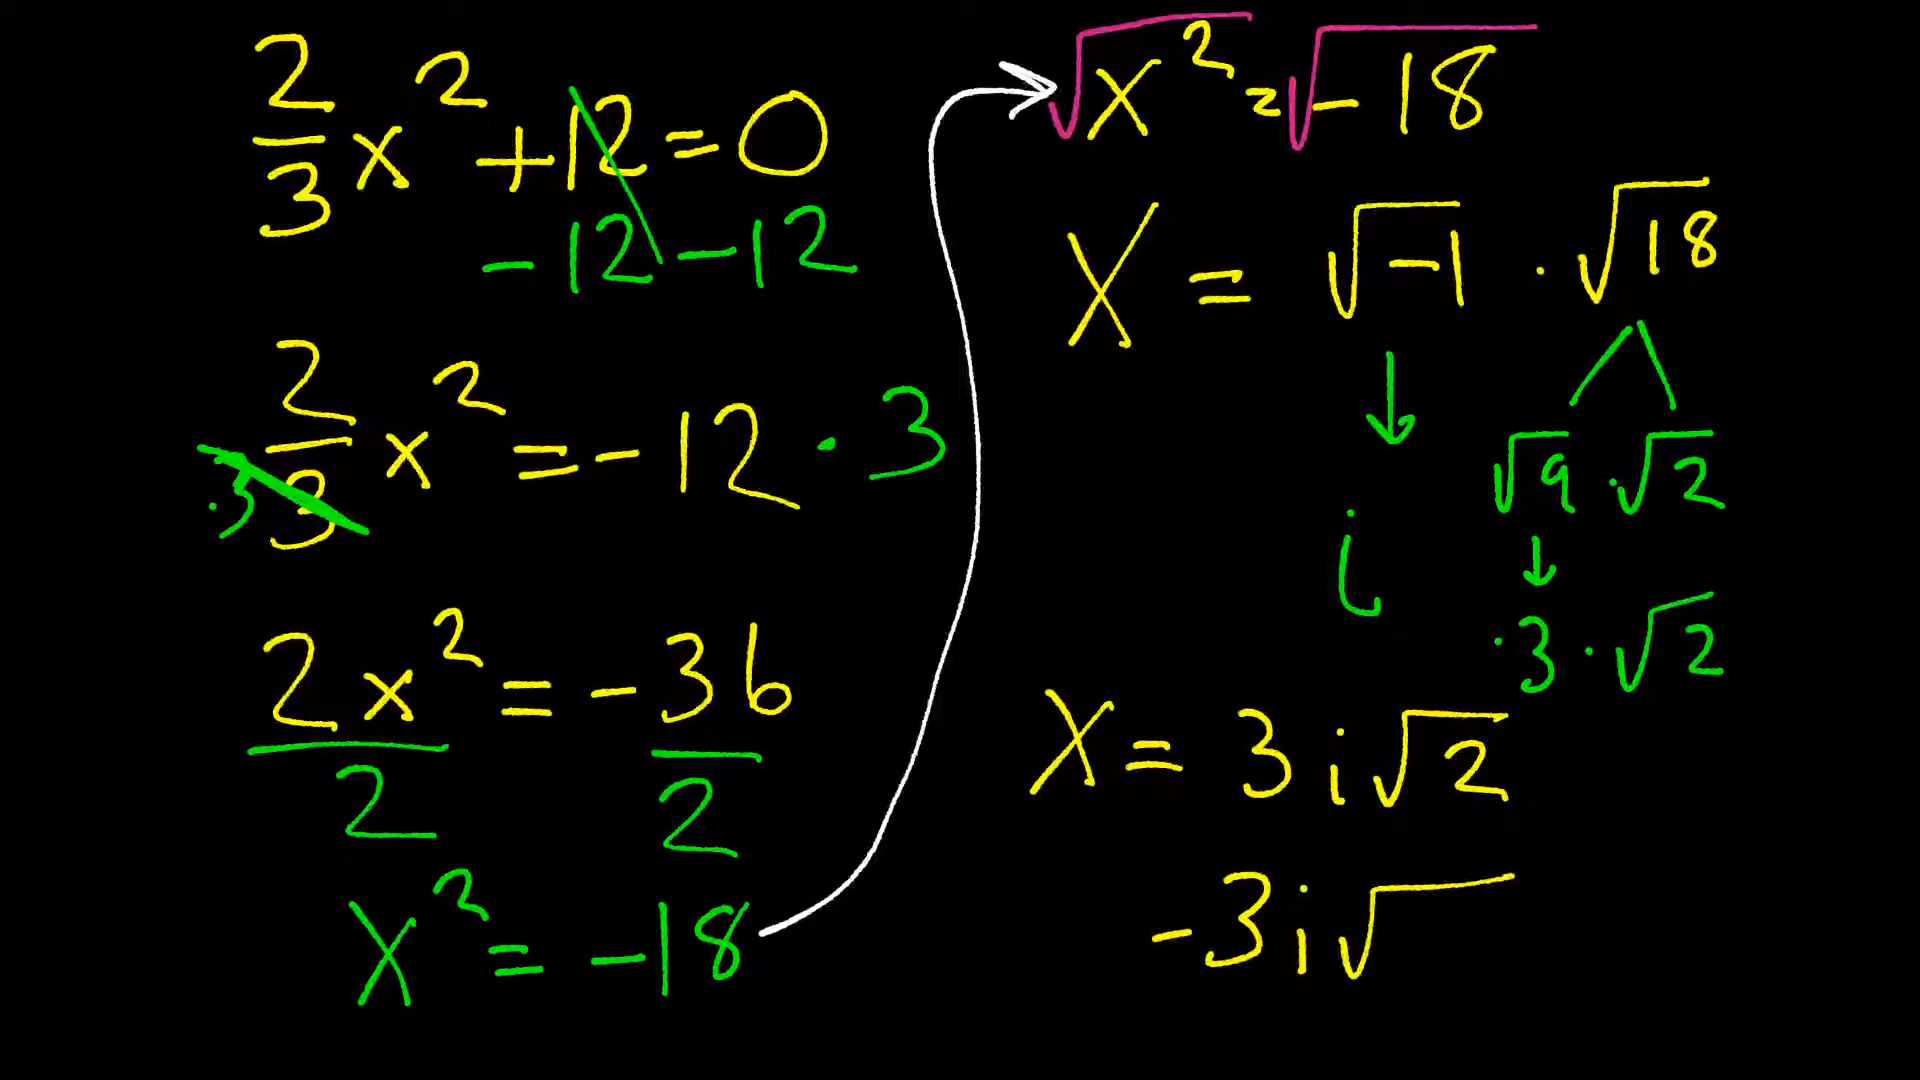 2/3 x² + 12 = 0
-12 -12
2/3 x² = -12 · 3
·3
2x² = -36
2 2
x² = -18
√x² = √-18
x = √-1 · √18
√9 · √2
i · 3 · √2
x = 3i√2
-3i√